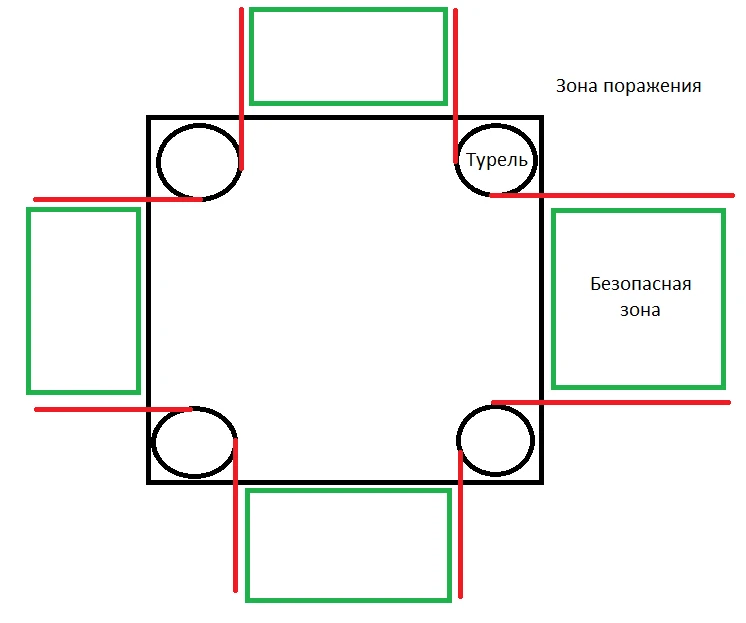 Зона поражения
Турель
Безопасная
зона